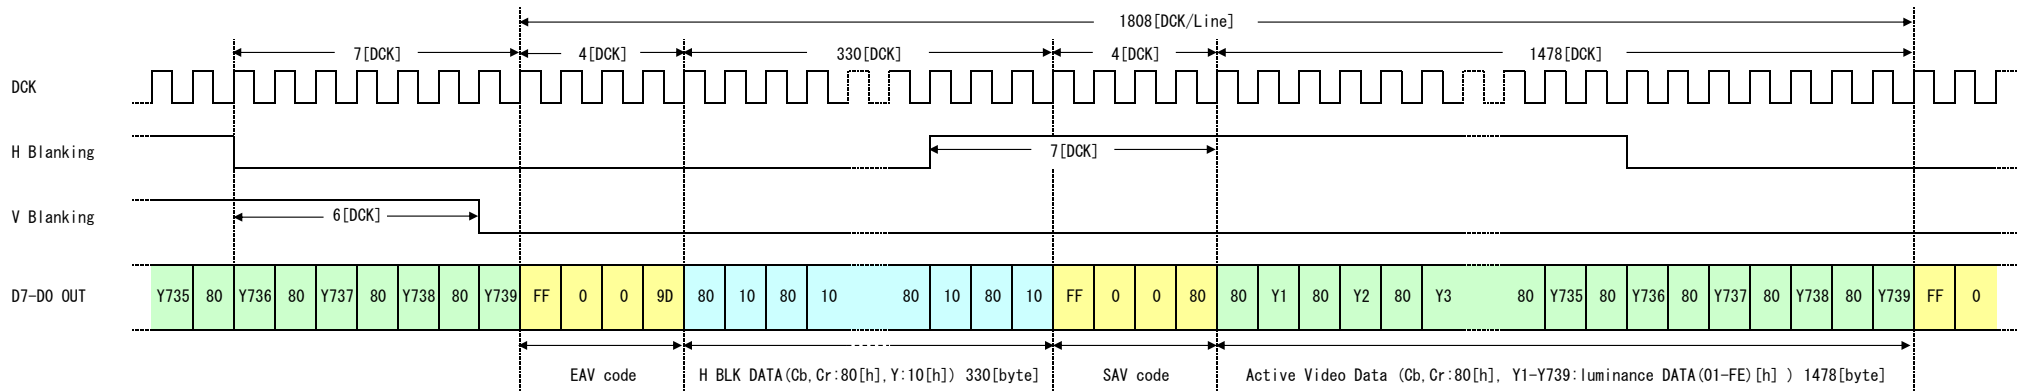 1808[DCK/Line]
7[DCK] 4[DCK] 330[DCK] 4[DCK] 1478[DCK]
DCK
H Blanking 7[DCK]
V Blanking 6[DCK]
D7-D0 OUT Y735 80 Y736 80 Y737 80 Y738 80 Y739 FF 0 0 9D 80 10 80 10 80 10 80 10 FF 0 0 80 80 Y1 80 Y2 80 Y3 80 Y735 80 Y736 80 Y737 80 Y738 80 Y739 FF 0
EAV code H BLK DATA(Cb,Cr:80[h],Y:10[h]) 330[byte] SAV code Active Video Data (Cb,Cr:80[h], Y1-Y739:luminance DATA(01-FE)[h] ) 1478[byte]